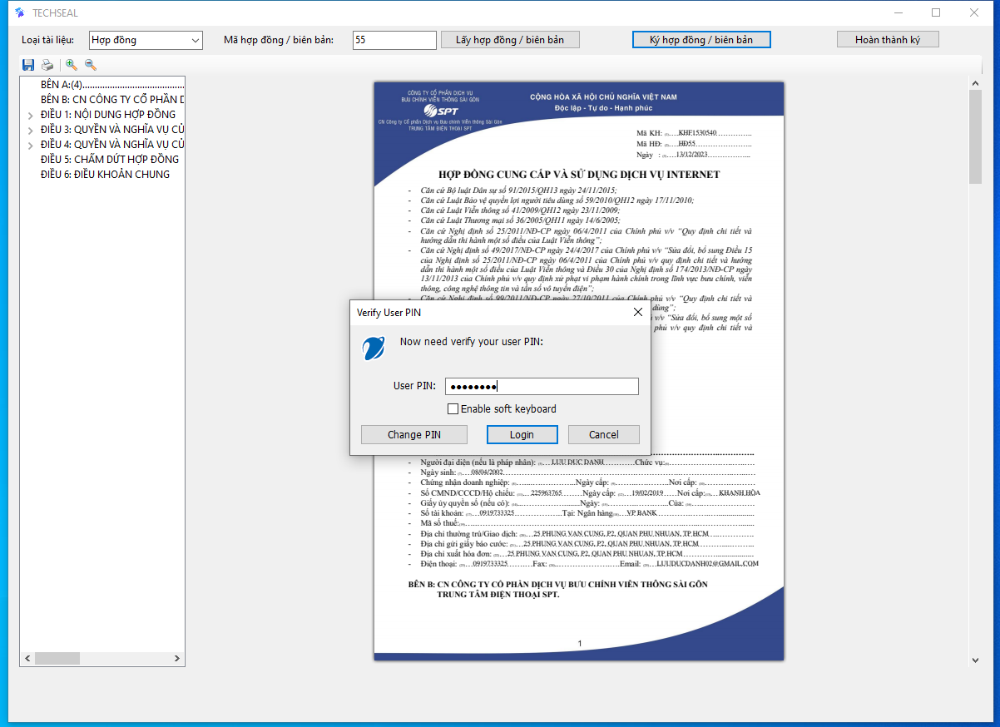 TECHSEAL
Loại tài liệu: Hợp đồng Mã hợp đồng / biên bản: 55 Lấy hợp đồng / biên bản Ký hợp đồng / biên bản Hoàn thành ký
BÊN A:(4)..........................................
BÊN B: CN CÔNG TY CỔ PHẦN D
ĐIỀU 1: NỘI DUNG HỢP ĐỒNG
ĐIỀU 3: QUYỀN VÀ NGHĨA VỤ CỦ
ĐIỀU 4: QUYỀN VÀ NGHĨA VỤ CỦ
ĐIỀU 5: CHẤM DỨT HỢP ĐỒNG
ĐIỀU 6: ĐIỀU KHOẢN CHUNG
CÔNG TY CỔ PHẦN DỊCH VỤ
BƯU CHÍNH VIỄN THÔNG SÀI GÒN
SPT
CN Công ty Cổ phần Dịch vụ Bưu chính Viễn thông Sài Gòn
TRUNG TÂM ĐIỆN THOẠI SPT
CỘNG HÒA XÃ HỘI CHỦ NGHĨA VIỆT NAM
Độc lập - Tự do - Hạnh phúc
Mã KH: (1)....KHF1530540..............
Mã HĐ: (2)....HD55......................
Ngày : (3)....13/12/2023................
HỢP ĐỒNG CUNG CẤP VÀ SỬ DỤNG DỊCH VỤ INTERNET
- Căn cứ Bộ luật Dân sự số 91/2015/QH13 ngày 24/11/2015;
- Căn cứ Luật Bảo vệ quyền lợi người tiêu dùng số 59/2010/QH12 ngày 17/11/2010;
- Căn cứ Luật Viễn thông số 41/2009/QH12 ngày 23/11/2009;
- Căn cứ Luật Thương mại số 36/2005/QH11 ngày 14/6/2005;
- Căn cứ Nghị định số 25/2011/NĐ-CP ngày 06/4/2011 của Chính phủ v/v “Quy định chi tiết và
hướng dẫn thi hành một số điều của Luật Viễn thông”;
- Căn cứ Nghị định số 49/2017/NĐ-CP ngày 24/4/2017 của Chính phủ v/v “Sửa đổi, bổ sung Điều 15
của Nghị định số 25/2011/NĐ-CP ngày 06/4/2011 của Chính phủ v/v quy định chi tiết và hướng
dẫn thi hành một số điều của Luật Viễn thông và Điều 30 của Nghị định số 174/2013/NĐ-CP ngày
13/11/2013 của Chính phủ v/v quy định xử phạt vi phạm hành chính trong lĩnh vực bưu chính, viễn
thông, công nghệ thông tin và tần số vô tuyến điện”;
- Căn cứ Nghị định số 99/2011/NĐ-CP ngày 27/10/2011 của Chính phủ v/v “Quy định chi tiết và
dùng”;
v/v “Sửa đổi, bổ sung một số
phủ v/v quy định chi tiết và
Verify User PIN
Now need verify your user PIN:
User PIN: ●●●●●●●●
Enable soft keyboard
Change PIN Login Cancel
- Người đại diện (nếu là pháp nhân): ....LUU DUC DANH............Chức vụ:..........................
- Ngày sinh: ....08/04/2002..........................
- Chứng nhận doanh nghiệp: ......................Ngày cấp: ......................Nơi cấp: ....................
- Số CMND/CCCD/Hộ chiếu: ....225963765........Ngày cấp: ....19/02/2019.....Nơi cấp:....KHANH HÒA
- Giấy ủy quyền số (nếu có): ........................Ngày: ........................Của: ........................
- Số tài khoản: ....0919733325..................Tại: Ngân hàng....VP BANK..............................
- Mã số thuế:..........................
- Địa chỉ thường trú/Giao dịch: ....25 PHUNG VAN CUNG, P2, QUAN PHU NHUAN, TP.HCM................
- Địa chỉ gửi giấy báo cước: ....25 PHUNG VAN CUNG, P2, QUAN PHU NHUAN, TP.HCM................
- Địa chỉ xuất hóa đơn: ....25 PHUNG VAN CUNG, P2, QUAN PHU NHUAN, TP.HCM................
- Điện thoại: ....0919733325..........Fax: ......................Email: ....LUUDUCDANH02@GMAIL.COM
BÊN B: CN CÔNG TY CỔ PHẦN DỊCH VỤ BƯU CHÍNH VIỄN THÔNG SÀI GÒN
TRUNG TÂM ĐIỆN THOẠI SPT.
1